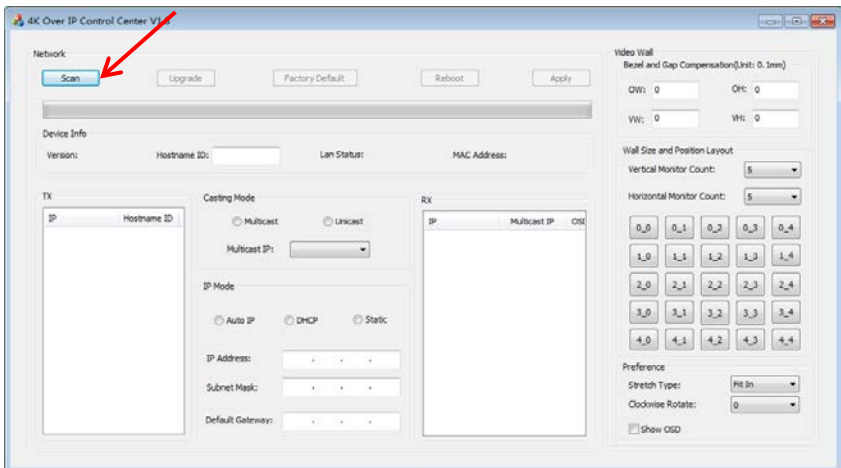 4K Over IP Control Center
Network
Scan
Upgrade
Factory Default
Reboot
Apply
Device Info
Version:
Hostname ID:
Lan Status:
MAC Address:
TX
IP Hostname ID
Casting Mode
Multicast
Unicast
Multicast IP:
IP Mode
Auto IP
DHCP
Static
IP Address:
Subnet Mask:
Default Gateway:
RX
IP Multicast IP OSD
Video Wall
Bezel and Gap Compensation(Unit: 0.1mm)
OW: 0 OH: 0
VW: 0 VH: 0
Wall Size and Position Layout
Vertical Monitor Count: 5
Horizontal Monitor Count: 5
0_0 0_1 0_2 0_3 0_4
1_0 1_1 1_2 1_3 1_4
2_0 2_1 2_2 2_3 2_4
3_0 3_1 3_2 3_3 3_4
4_0 4_1 4_2 4_3 4_4
Preference
Stretch Type: Fit In
Clockwise Rotate: 0
Show OSD